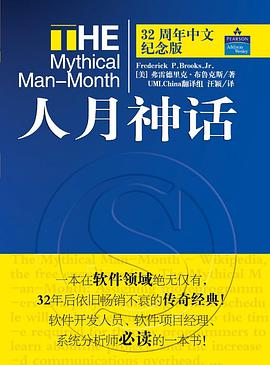 THE
Mythical
Man-Month
32 周年中文
纪念版
PEARSON
Addison
Wesley
Frederick P.Brooks,Jr.
[美] 弗雷德里克·布鲁克斯/著
UMLChina翻译组 汪颖/译
人月神话
一本在软件领域绝无仅有,
32年后依旧畅销不衰的传奇经典!
软件开发人员、软件项目经理、
系统分析师必读的一本书!